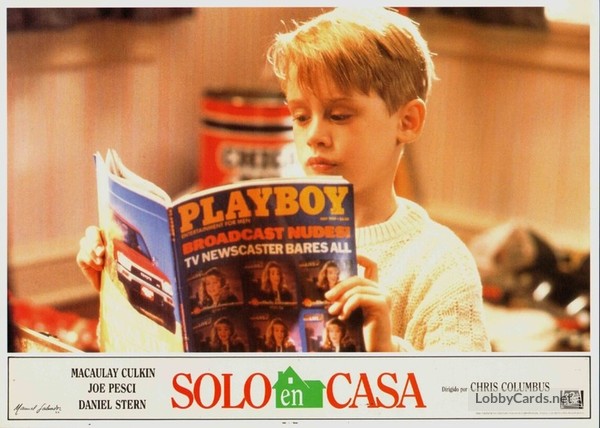 PLAYBOY
ENTERTAINMENT FOR MEN
BROADCAST NUDES!
TV NEWSCASTER BARES ALL
MACAULAY CULKIN
JOE PESCI
DANIEL STERN
SOLO en CASA
Dirigido por CHRIS COLUMBUS
LobbyCards.net